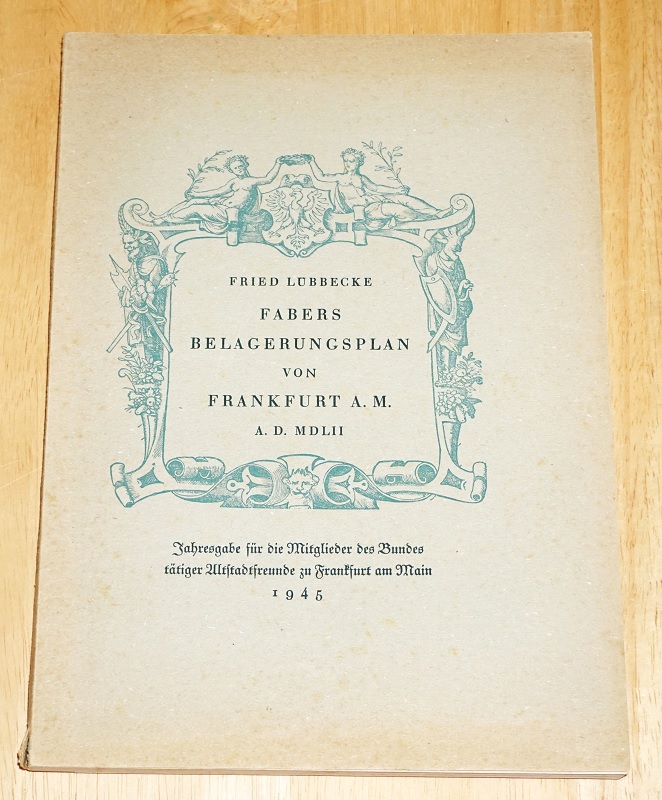 FRIED LÜBBECKE
FABERS
BELAGERUNGSPLAN
VON
FRANKFURT A. M.
A. D. MDLII
Jahresgabe für die Mitglieder des Bundes
tätiger Altstadtfreunde zu Frankfurt am Main
1945